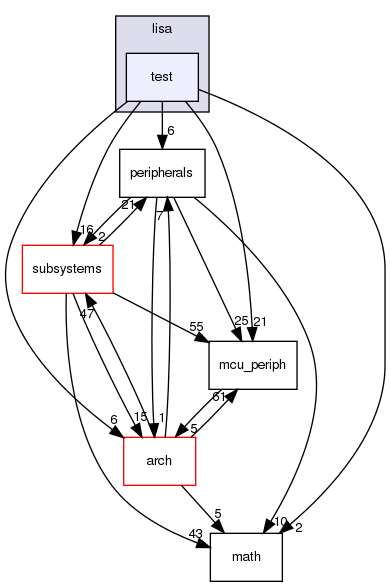 lisa
test
6
peripherals
21
7
16
2
subsystems
25
21
47
55
mcu_periph
61
6
15
1
5
arch
5
10
2
43
math